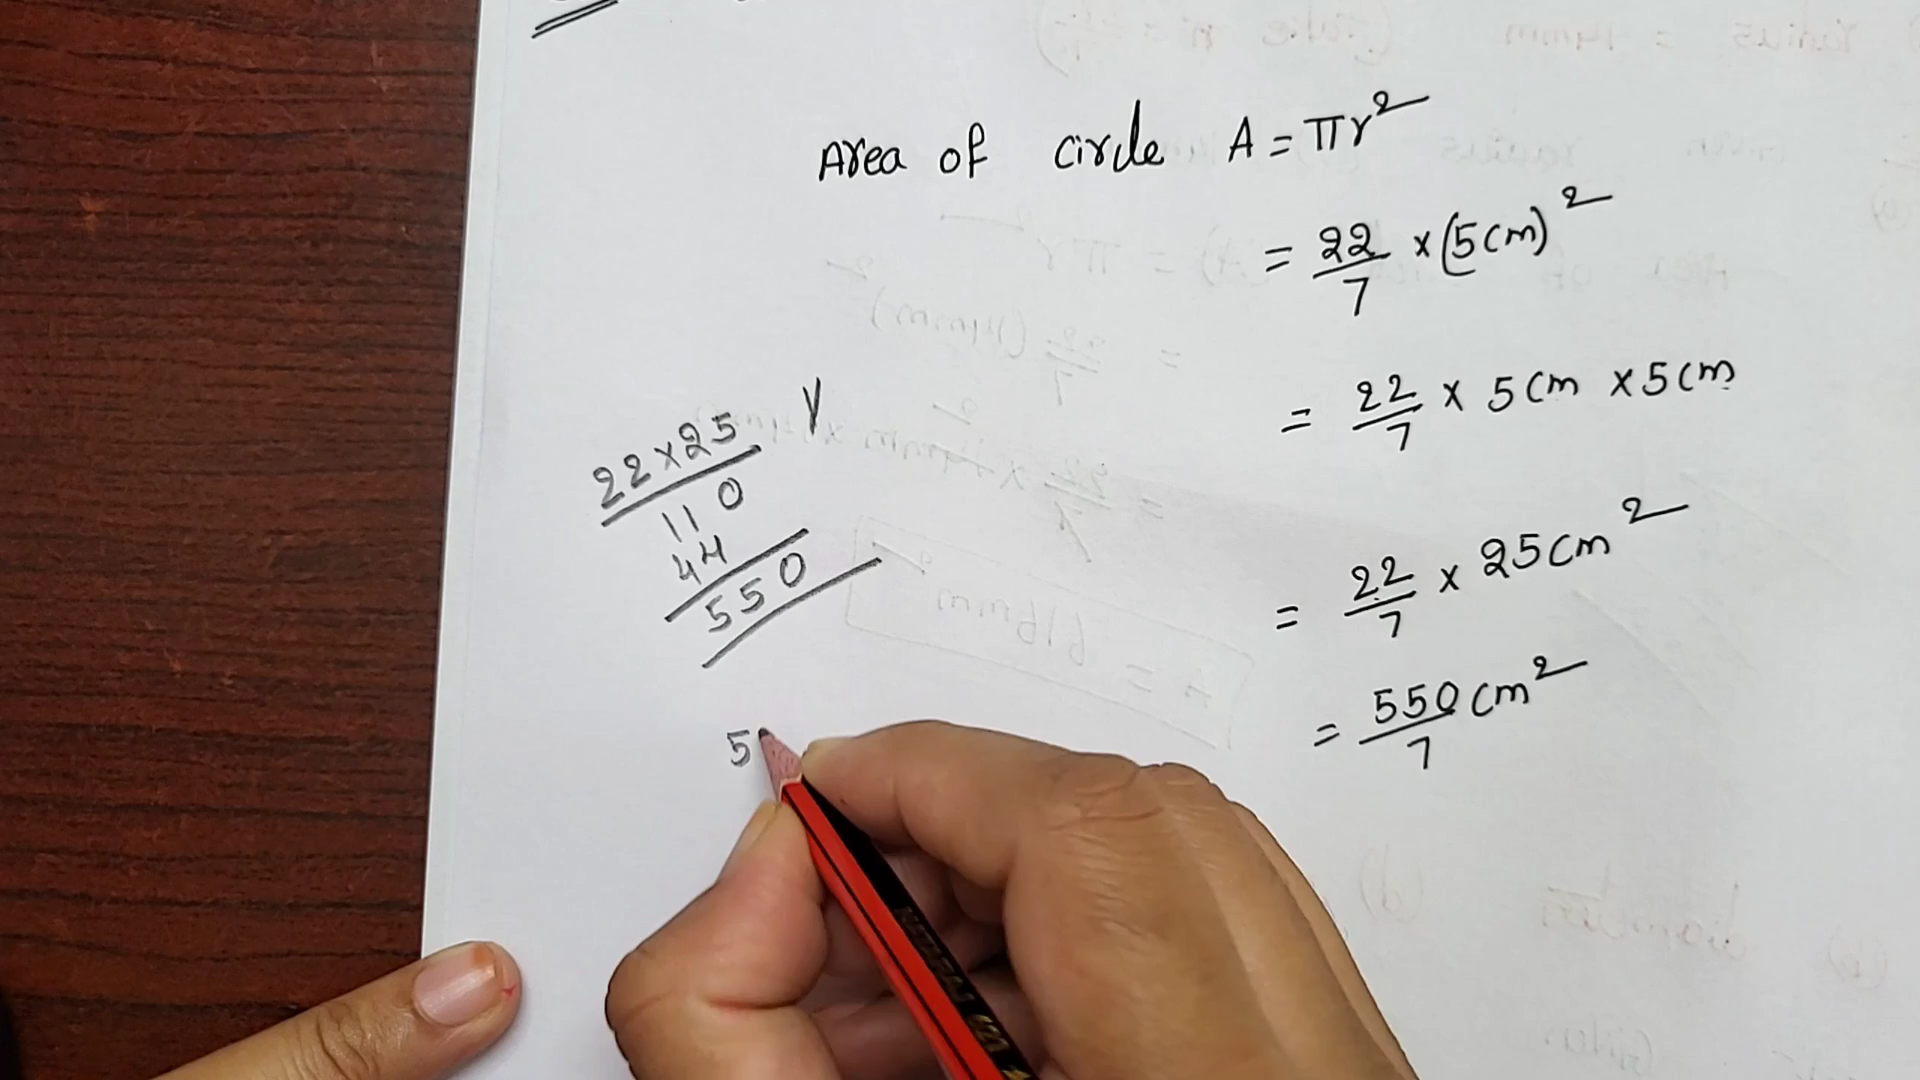 Area of circle A = πr²
= 22/7 × (5cm)²
= 22/7 × 5cm × 5cm
= 22/7 × 25cm²
= 550/7 cm²
22×25
110
44
550
5